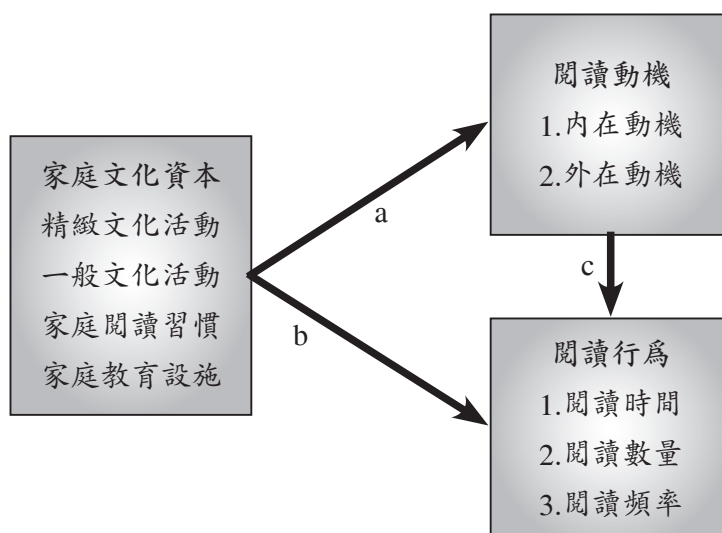 家庭文化資本
精緻文化活動
一般文化活動
家庭閱讀習慣
家庭教育設施
a
b
閱讀動機
1.內在動機
2.外在動機
c
閱讀行爲
1.閱讀時間
2.閱讀數量
3.閱讀頻率